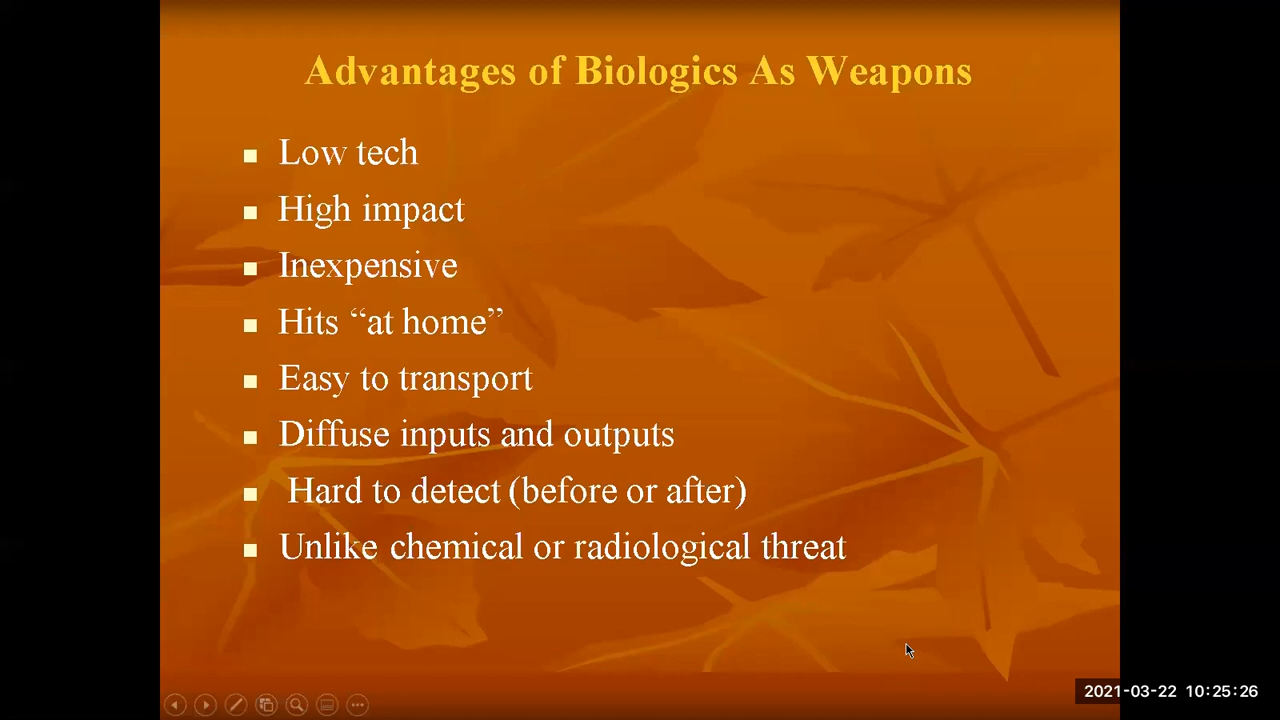 Advantages of Biologics As Weapons
Low tech
High impact
Inexpensive
Hits “at home”
Easy to transport
Diffuse inputs and outputs
Hard to detect (before or after)
Unlike chemical or radiological threat
2021-03-22 10:25:26